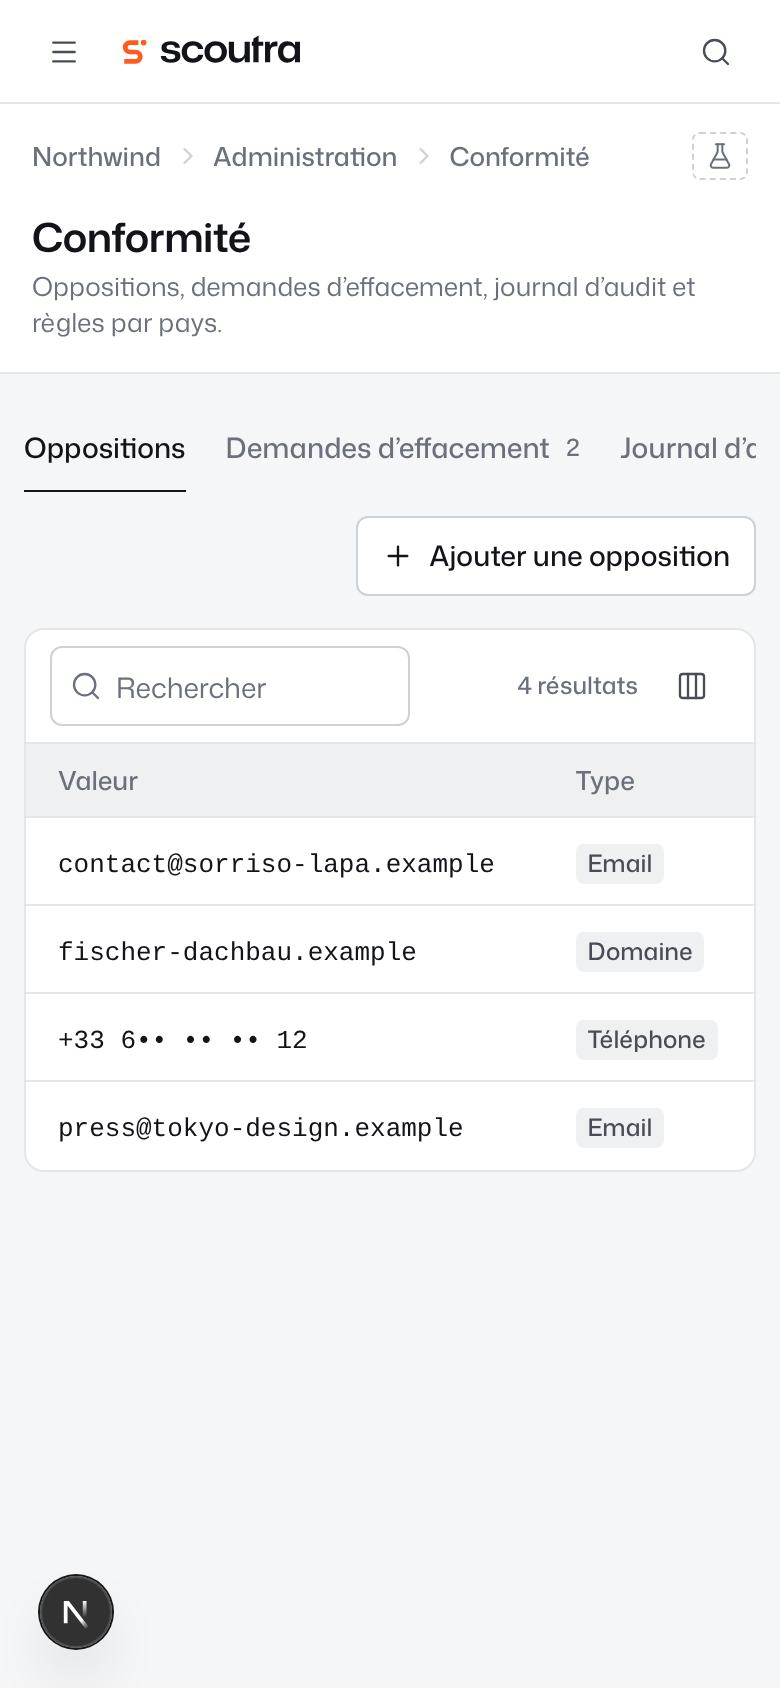 scoutra
Northwind > Administration > Conformité
Conformité
Oppositions, demandes d’effacement, journal d’audit et
règles par pays.
Oppositions Demandes d’effacement 2 Journal d’
+ Ajouter une opposition
Rechercher 4 résultats
Valeur Type
contact@sorriso-lapa.example Email
fischer-dachbau.example Domaine
+33 6•• •• •• 12 Téléphone
press@tokyo-design.example Email
N